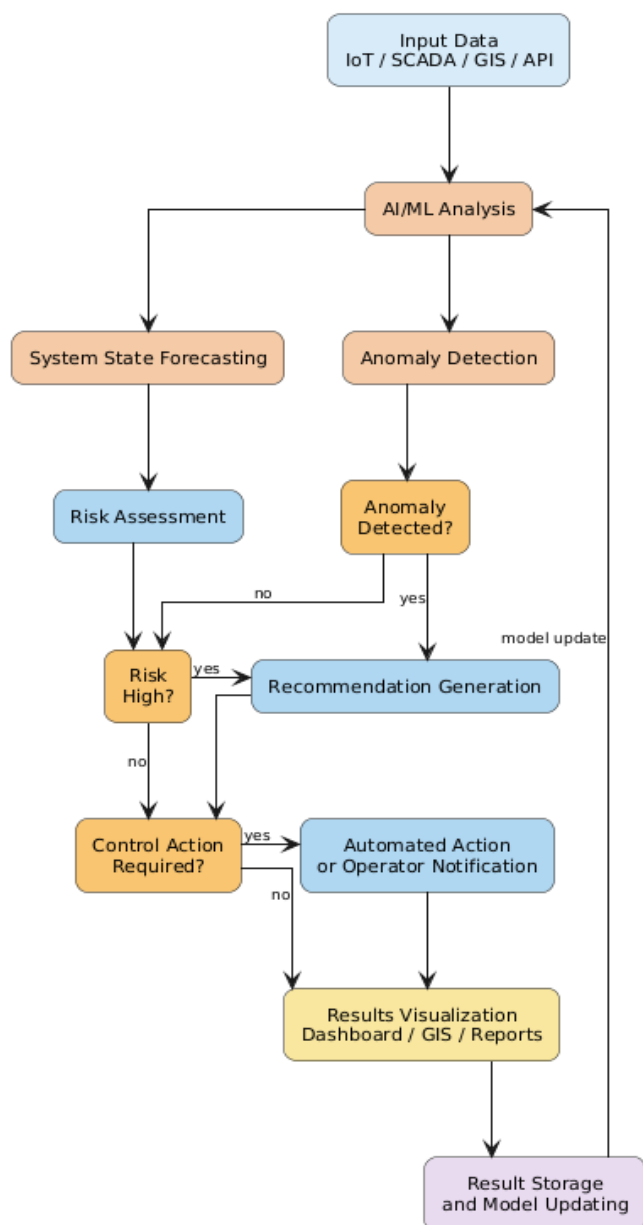 Input Data
IoT / SCADA / GIS / API
AI/ML Analysis
System State Forecasting
Anomaly Detection
Risk Assessment
Anomaly
Detected?
no
yes
model update
Risk
High?
yes
Recommendation Generation
no
Control Action
Required?
yes
Automated Action
or Operator Notification
no
Results Visualization
Dashboard / GIS / Reports
Result Storage
and Model Updating